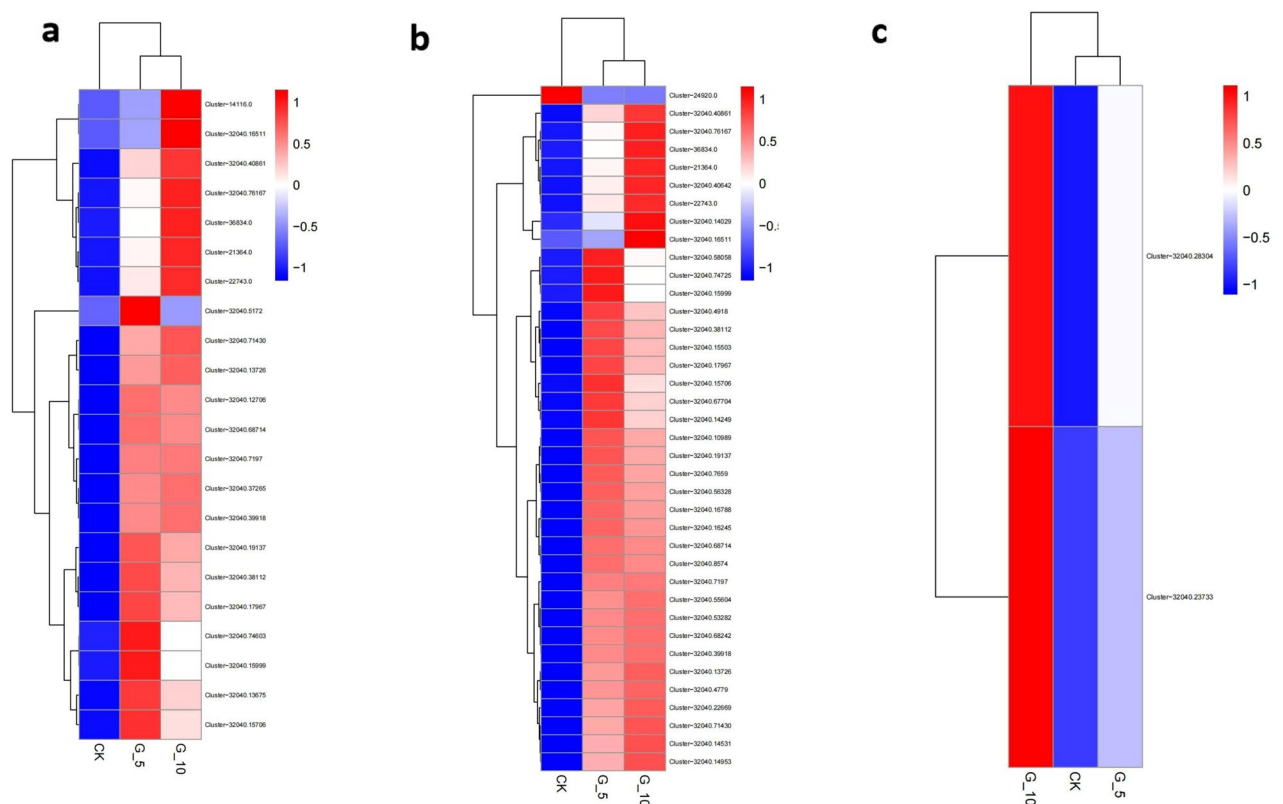 a
1
0.5
0
−0.5
−1
Cluster−14116.0
Cluster−32040.16511
Cluster−32040.40861
Cluster−32040.76167
Cluster−36834.0
Cluster−21364.0
Cluster−22743.0
Cluster−32040.5172
Cluster−32040.71430
Cluster−32040.13726
Cluster−32040.12706
Cluster−32040.68714
Cluster−32040.7197
Cluster−32040.37265
Cluster−32040.39918
Cluster−32040.19137
Cluster−32040.38112
Cluster−32040.17967
Cluster−32040.74603
Cluster−32040.15999
Cluster−32040.13675
Cluster−32040.15706
CK
G_5
G_10
b
1
0.5
0
−0.5
−1
Cluster−24920.0
Cluster−32040.40861
Cluster−32040.76167
Cluster−36834.0
Cluster−21364.0
Cluster−32040.40642
Cluster−22743.0
Cluster−32040.14029
Cluster−32040.16511
Cluster−32040.58058
Cluster−32040.74725
Cluster−32040.15999
Cluster−32040.4918
Cluster−32040.38112
Cluster−32040.15503
Cluster−32040.17967
Cluster−32040.15706
Cluster−32040.67704
Cluster−32040.14249
Cluster−32040.10989
Cluster−32040.19137
Cluster−32040.7659
Cluster−32040.56328
Cluster−32040.16788
Cluster−32040.16245
Cluster−32040.68714
Cluster−32040.8574
Cluster−32040.7197
Cluster−32040.55604
Cluster−32040.53282
Cluster−32040.68242
Cluster−32040.39918
Cluster−32040.13726
Cluster−32040.4779
Cluster−32040.22669
Cluster−32040.71430
Cluster−32040.14531
Cluster−32040.14953
CK
G_5
G_10
c
1
0.5
0
−0.5
−1
Cluster−32040.28304
Cluster−32040.23733
G_10
CK
G_5